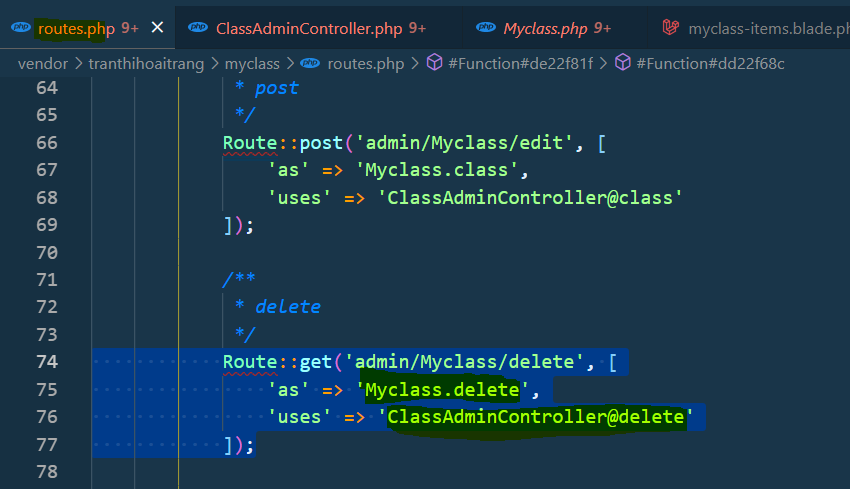 routes.php 9+ ClassAdminController.php 9+ Myclass.php 9+ myclass-items.blade.ph
vendor > tranthihoaitrang > myclass > routes.php > #Function#de22f81f > #Function#dd22f68c
64 * post
65 */
66 Route::post('admin/Myclass/edit', [
67 'as' => 'Myclass.class',
68 'uses' => 'ClassAdminController@class'
69 ]);
70
71 /**
72 * delete
73 */
74 Route::get('admin/Myclass/delete', [
75 'as' => 'Myclass.delete',
76 'uses' => 'ClassAdminController@delete'
77 ]);
78